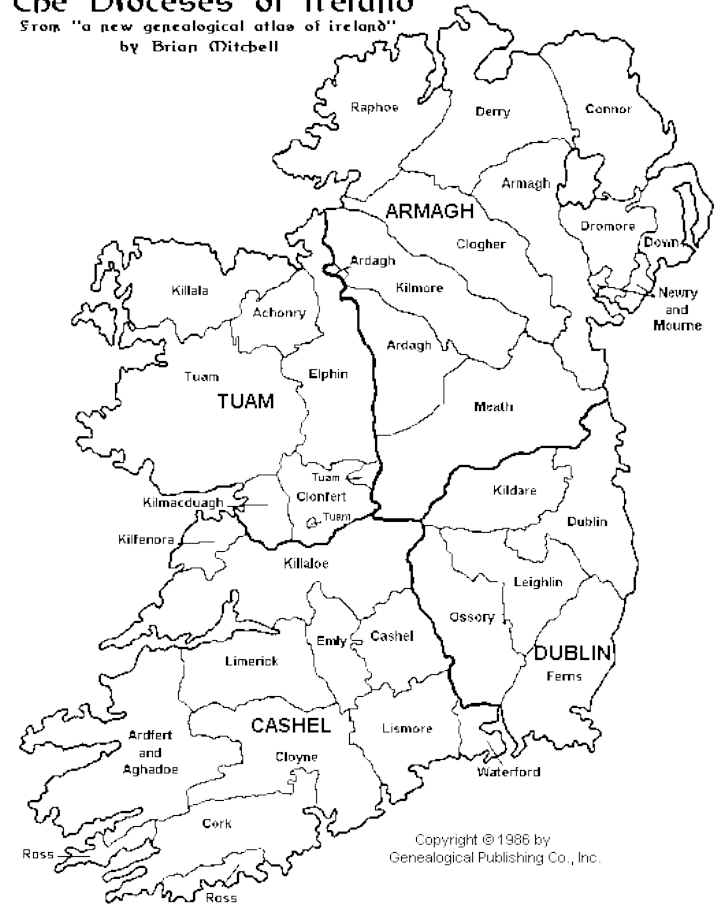 The Dioceses of Ireland
From "a new genealogical atlas of ireland"
by Brian Mitchell
Raphoe
Derry
Connor
Armagh
ARMAGH
Dromore
Down
Clogher
Ardagh
Kilmore
Newry
and
Mourne
Killala
Achonry
Ardagh
Tuam
Elphin
TUAM
Meath
Tuam
Kildare
Clonfert
Kilmacduagh
Tuam
Dublin
Kilfenora
Killaloe
Leighlin
Ossory
Emly
Cashel
Limerick
DUBLIN
Ferns
CASHEL
Lismore
Ardfert
and
Aghadoe
Cloyne
Waterford
Cork
Ross
Ross
Copyright © 1986 by
Genealogical Publishing Co., Inc.